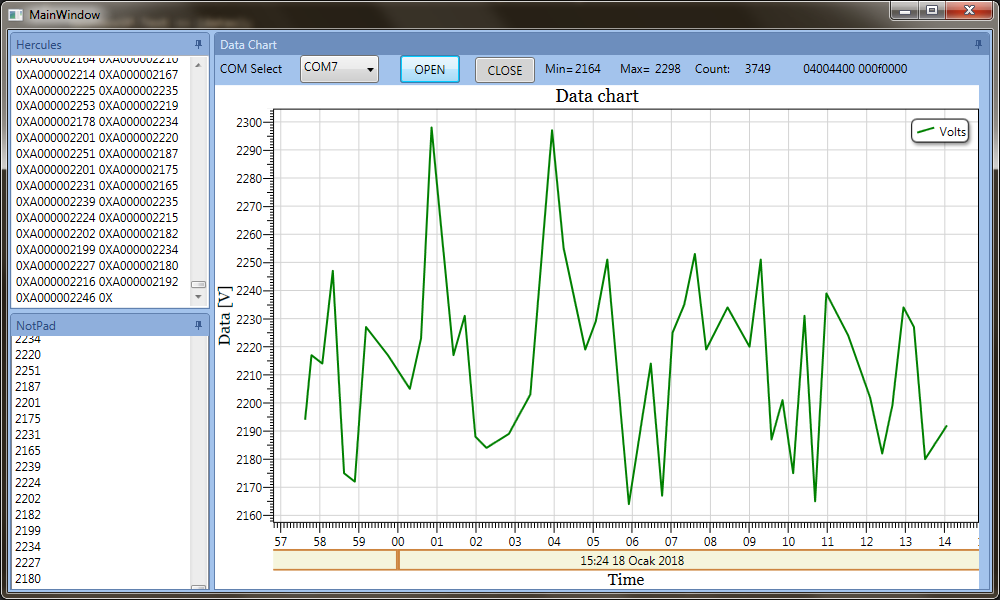 MainWindow
Hercules
0XA000002164 0XA000002210
0XA000002214 0XA000002167
0XA000002225 0XA000002235
0XA000002253 0XA000002219
0XA000002178 0XA000002234
0XA000002201 0XA000002220
0XA000002251 0XA000002187
0XA000002201 0XA000002175
0XA000002231 0XA000002165
0XA000002239 0XA000002235
0XA000002224 0XA000002215
0XA000002202 0XA000002182
0XA000002199 0XA000002234
0XA000002227 0XA000002180
0XA000002216 0XA000002192
0XA000002246 0X
NotPad
2234
2220
2251
2187
2201
2175
2231
2165
2239
2224
2202
2182
2199
2234
2227
2180
Data Chart
COM Select COM7 OPEN CLOSE Min= 2164 Max= 2298 Count: 3749 04004400 000f0000
Data chart
Volts
Data [V]
2300
2290
2280
2270
2260
2250
2240
2230
2220
2210
2200
2190
2180
2170
2160
57 58 59 00 01 02 03 04 05 06 07 08 09 10 11 12 13 14
15:24 18 Ocak 2018
Time